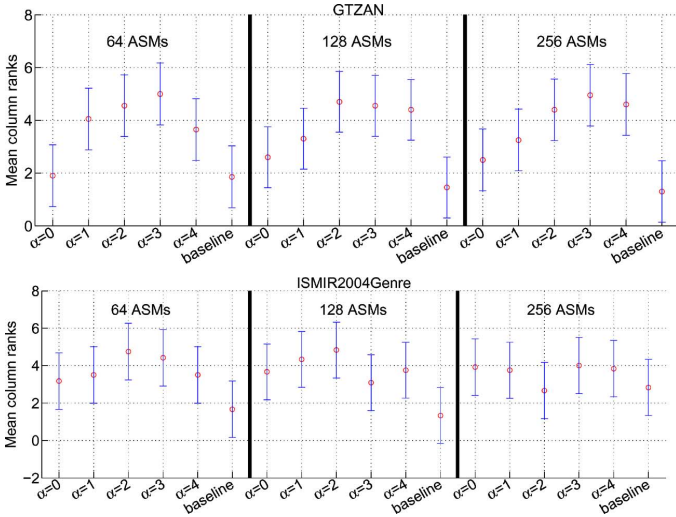 GTZAN
64 ASMs 128 ASMs 256 ASMs
Mean column ranks
8
6
4
2
0
α=0 α=1 α=2 α=3 α=4 baseline α=0 α=1 α=2 α=3 α=4 baseline α=0 α=1 α=2 α=3 α=4 baseline
ISMIR2004Genre
64 ASMs 128 ASMs 256 ASMs
Mean column ranks
8
6
4
2
0
−2
α=0 α=1 α=2 α=3 α=4 baseline α=0 α=1 α=2 α=3 α=4 baseline α=0 α=1 α=2 α=3 α=4 baseline